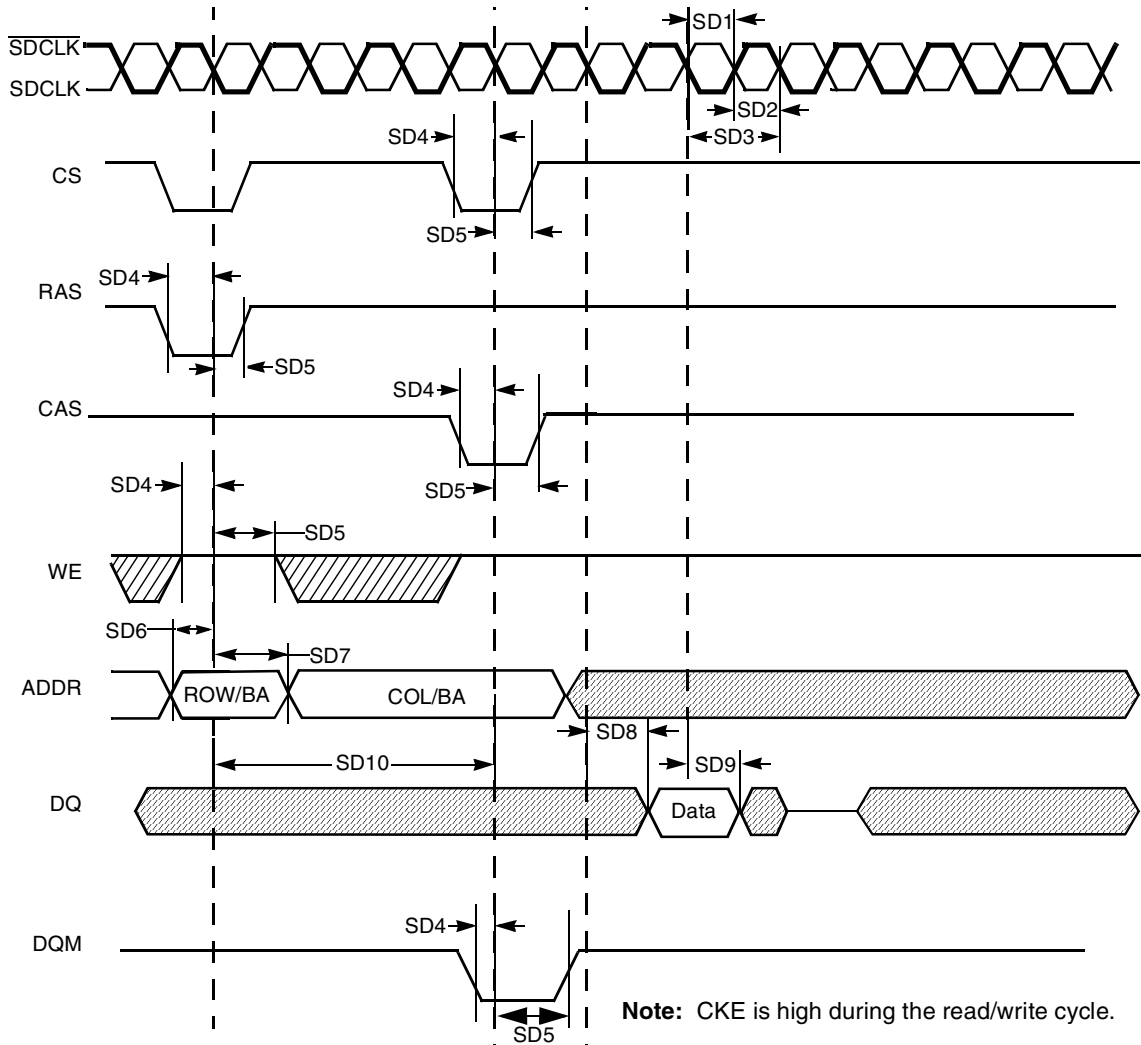 SD1
SDCLK
SDCLK
SD2
SD4
SD3
CS
SD5
SD4
RAS
SD5
SD4
CAS
SD4
SD5
SD5
WE
SD6
SD7
ADDR
ROW/BA
COL/BA
SD8
SD10
SD9
DQ
Data
SD4
DQM
Note: CKE is high during the read/write cycle.
SD5